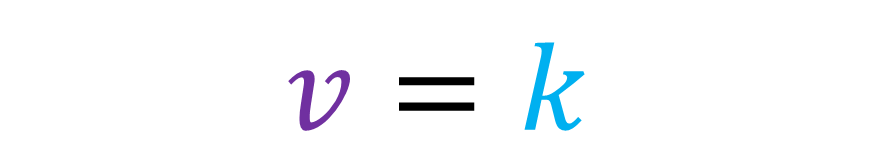 v = k